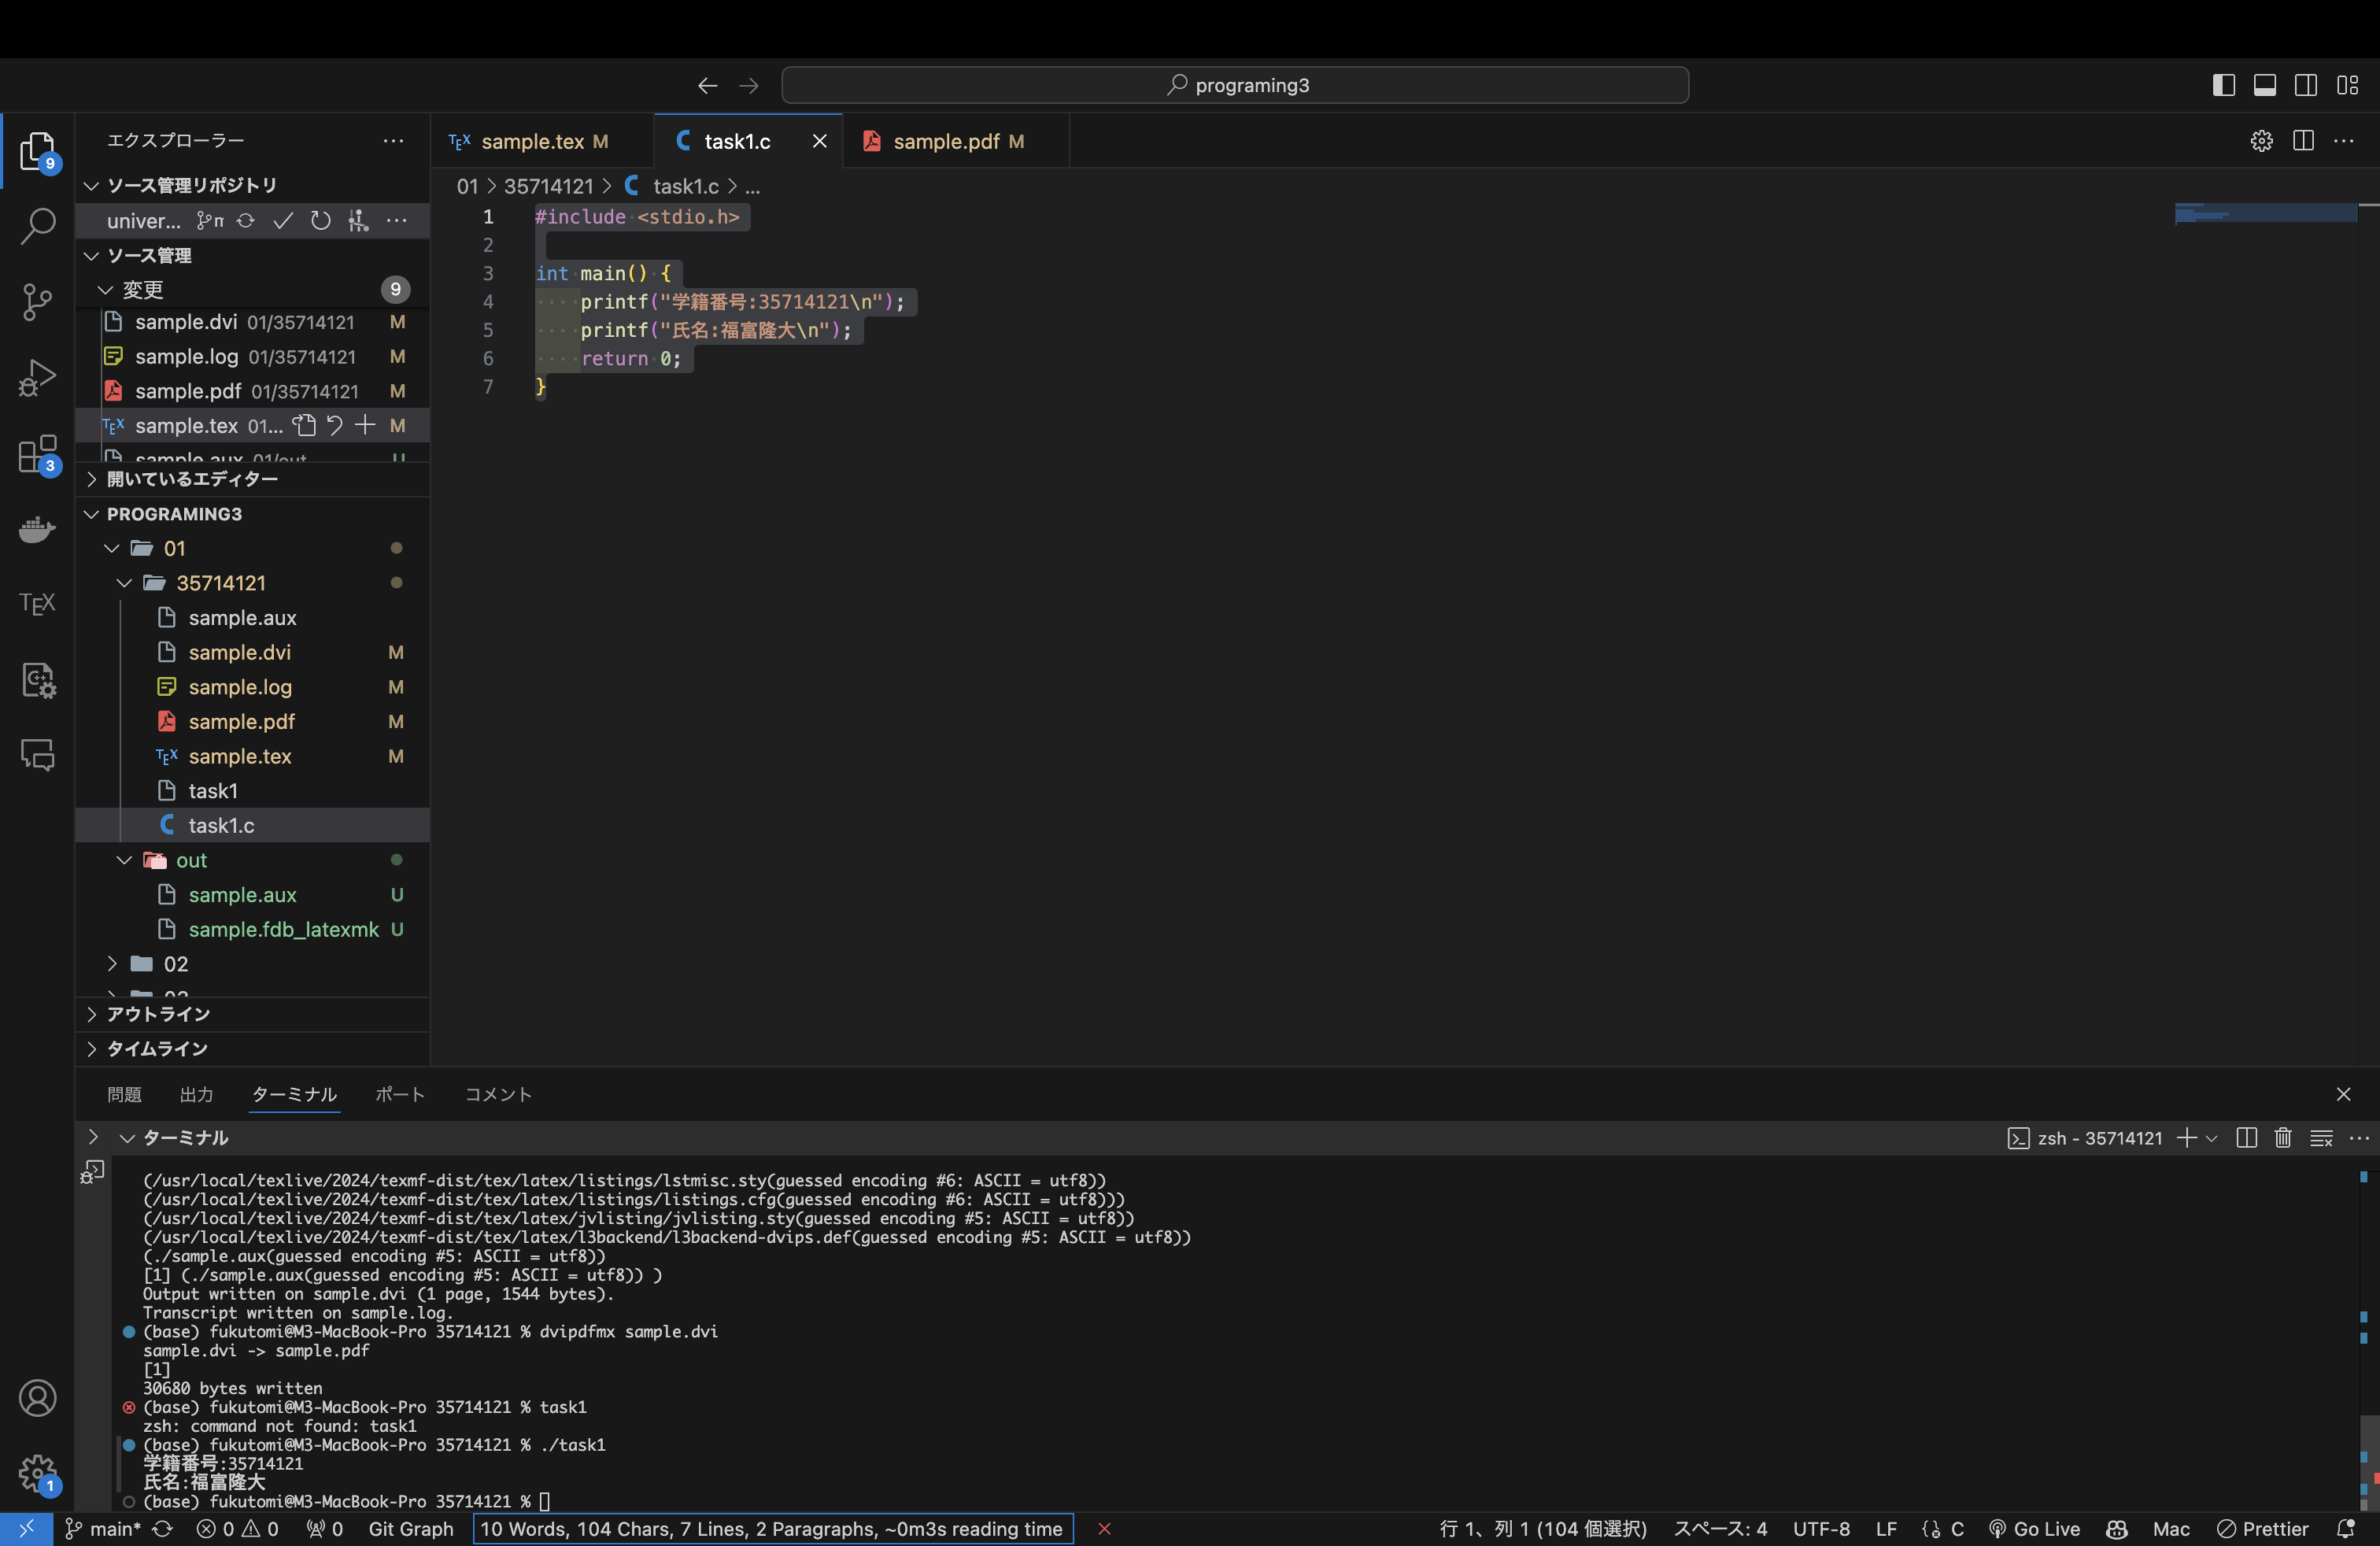 programing3
エクスプローラー
ソース管理リポジトリ
univer...
ソース管理
変更 9
sample.dvi 01/35714121 M
sample.log 01/35714121 M
sample.pdf 01/35714121 M
sample.tex 01... M
sample.aux 01/out U
開いているエディター
PROGRAMING3
01
35714121
sample.aux
sample.dvi M
sample.log M
sample.pdf M
sample.tex M
task1
task1.c
out
sample.aux U
sample.fdb_latexmk U
02
03
アウトライン
タイムライン
9
3
TEX
1
TEX sample.tex M
C task1.c
sample.pdf M
01 > 35714121 > C task1.c > ...
1 #include <stdio.h>
2
3 int main() {
4 printf("学籍番号:35714121\n");
5 printf("氏名:福富隆大\n");
6 return 0;
7 }
問題 出力 ターミナル ポート コメント
ターミナル
zsh - 35714121
(/usr/local/texlive/2024/texmf-dist/tex/latex/listings/lstmisc.sty(guessed encoding #6: ASCII = utf8))
(/usr/local/texlive/2024/texmf-dist/tex/latex/listings/listings.cfg(guessed encoding #6: ASCII = utf8)))
(/usr/local/texlive/2024/texmf-dist/tex/latex/jvlisting/jvlisting.sty(guessed encoding #5: ASCII = utf8))
(/usr/local/texlive/2024/texmf-dist/tex/latex/l3backend/l3backend-dvips.def(guessed encoding #5: ASCII = utf8))
(./sample.aux(guessed encoding #5: ASCII = utf8))
[1] (./sample.aux(guessed encoding #5: ASCII = utf8)) )
Output written on sample.dvi (1 page, 1544 bytes).
Transcript written on sample.log.
(base) fukutomi@M3-MacBook-Pro 35714121 % dvipdfmx sample.dvi
sample.dvi -> sample.pdf
[1]
30680 bytes written
(base) fukutomi@M3-MacBook-Pro 35714121 % task1
zsh: command not found: task1
(base) fukutomi@M3-MacBook-Pro 35714121 % ./task1
学籍番号:35714121
氏名:福富隆大
(base) fukutomi@M3-MacBook-Pro 35714121 %
main* 0 0 0 Git Graph 10 Words, 104 Chars, 7 Lines, 2 Paragraphs, ~0m3s reading time 行 1、列 1 (104 個選択) スペース: 4 UTF-8 LF C Go Live Mac Prettier